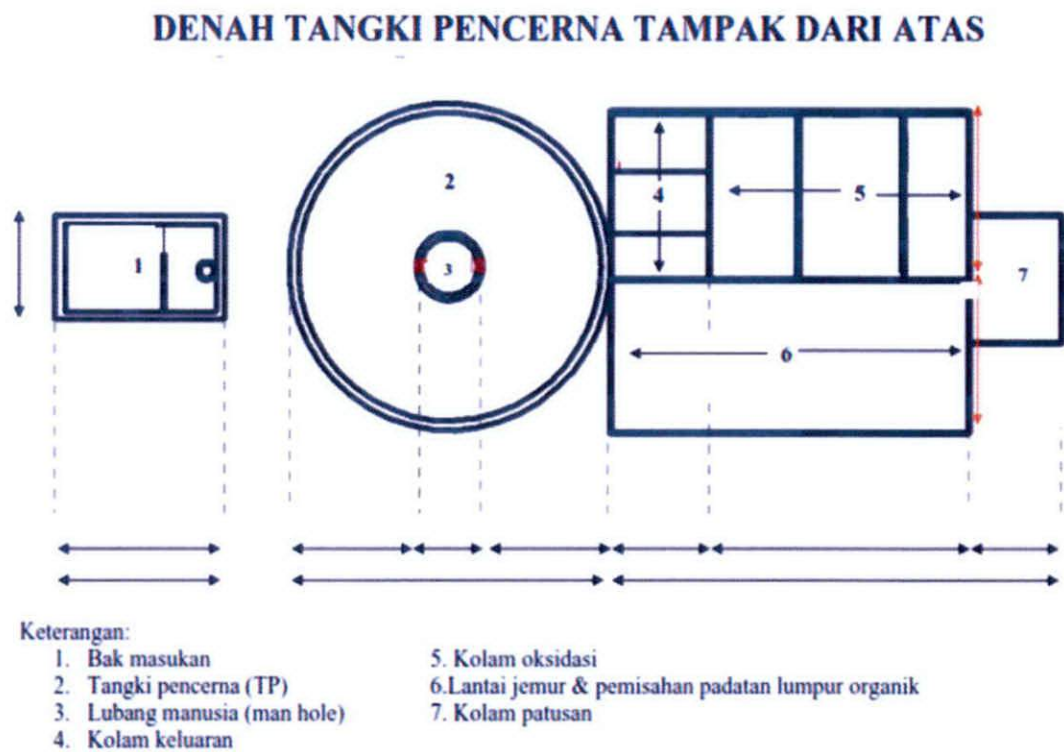 DENAH TANGKI PENCERNA TAMPAK DARI ATAS
2
1
3
4
5
7
6
Keterangan:
1. Bak masukan
2. Tangki pencerna (TP)
3. Lubang manusia (man hole)
4. Kolam keluaran
5. Kolam oksidasi
6.Lantai jemur & pemisahan padatan lumpur organik
7. Kolam patusan